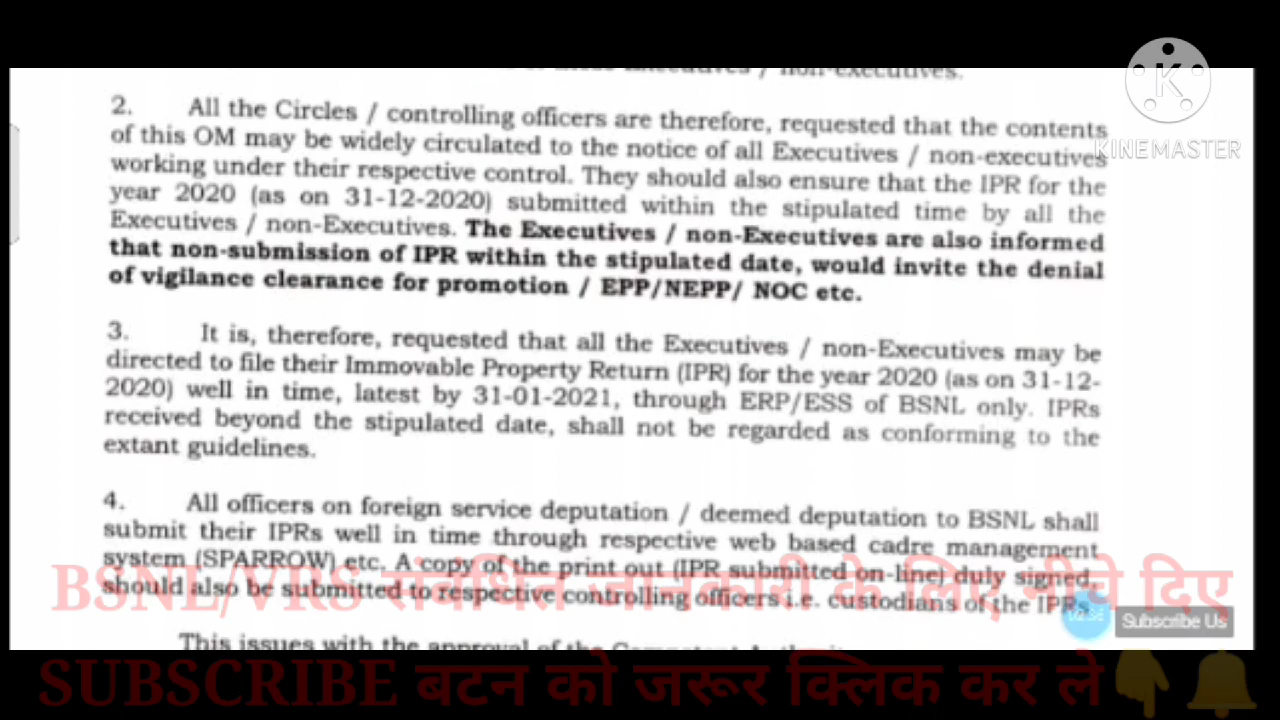 non-executives.
2. All the Circles / controlling officers are therefore, requested that the contents
of this OM may be widely circulated to the notice of all Executives / non-executives
working under their respective control. They should also ensure that the IPR for the
year 2020 (as on 31-12-2020) submitted within the stipulated time by all the
Executives / non-Executives. The Executives / non-Executives are also informed
that non-submission of IPR within the stipulated date, would invite the denial
of vigilance clearance for promotion / EPP/NEPP/ NOC etc.
3. It is, therefore, requested that all the Executives / non-Executives may be
directed to file their Immovable Property Return (IPR) for the year 2020 (as on 31-12-
2020) well in time, latest by 31-01-2021, through ERP/ESS of BSNL only. IPRs
received beyond the stipulated date, shall not be regarded as conforming to the
extant guidelines.
4. All officers on foreign service deputation / deemed deputation to BSNL shall
submit their IPRs well in time through respective web based cadre management
system (SPARROW) etc. A copy of the print out (IPR submitted on-line) duly signed,
should also be submitted to respective controlling officers i.e. custodians of the IPRs.
This issues with the approval of the
K
KINEMASTER
BSNL/VRS संबंधित जानकारी के लिए नीचे दिए
Subscribe Us
SUBSCRIBE बटन को जरूर क्लिक कर ले